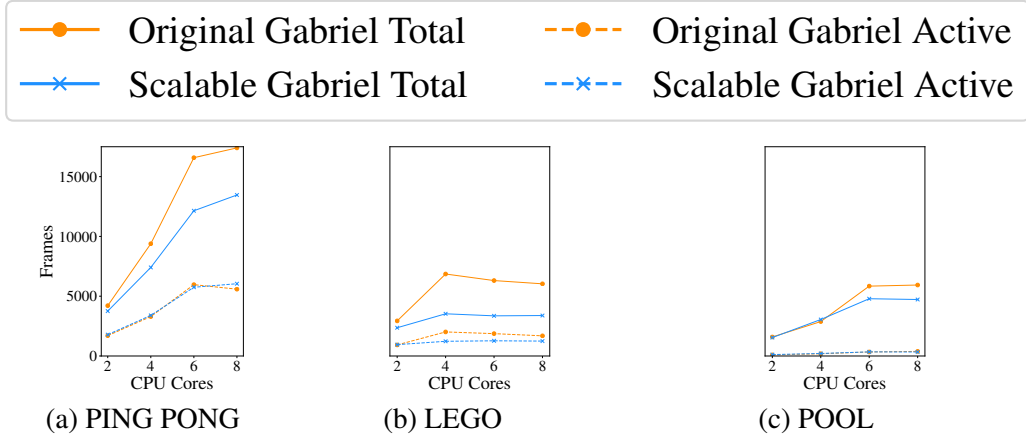 Original Gabriel Total
Original Gabriel Active
Scalable Gabriel Total
Scalable Gabriel Active
Frames
15000
10000
5000
0
2 4 6 8
CPU Cores
(a) PING PONG
2 4 6 8
CPU Cores
(b) LEGO
2 4 6 8
CPU Cores
(c) POOL